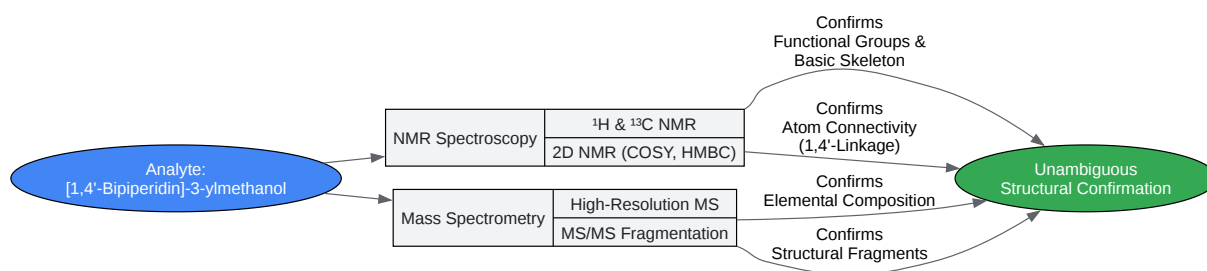 Analyte:
[1,4'-Bipiperidin]-3-ylmethanol
NMR Spectroscopy
¹H & ¹³C NMR
2D NMR (COSY, HMBC)
Mass Spectrometry
High-Resolution MS
MS/MS Fragmentation
Confirms
Functional Groups &
Basic Skeleton
Confirms
Atom Connectivity
(1,4'-Linkage)
Confirms
Elemental Composition
Confirms
Structural Fragments
Unambiguous
Structural Confirmation